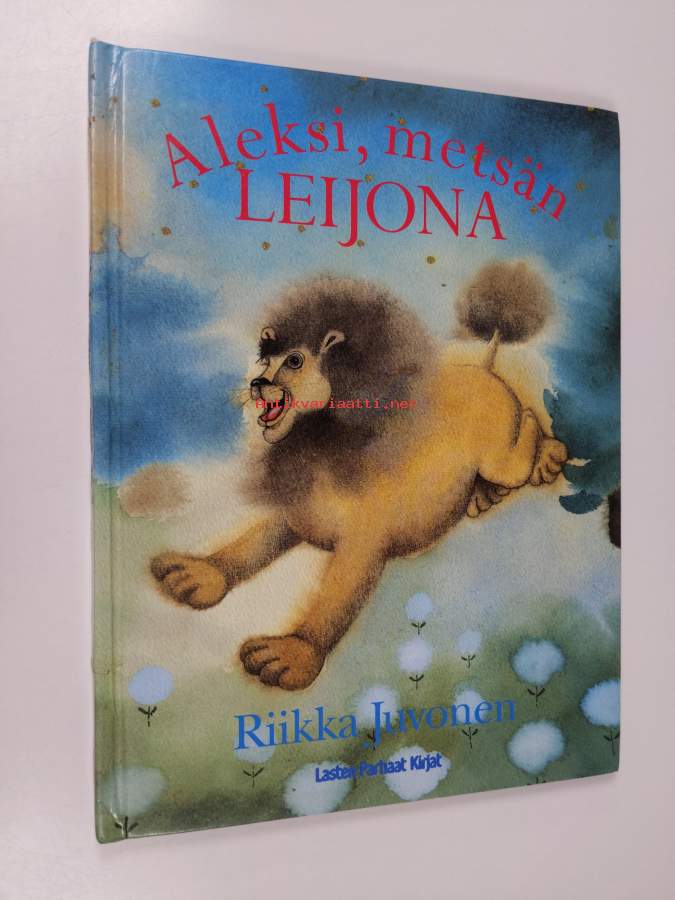 Aleksi, metsän
LEIJONA
Antikvariaatti.net
Riikka Juvonen
Lasten Parhaat Kirjat